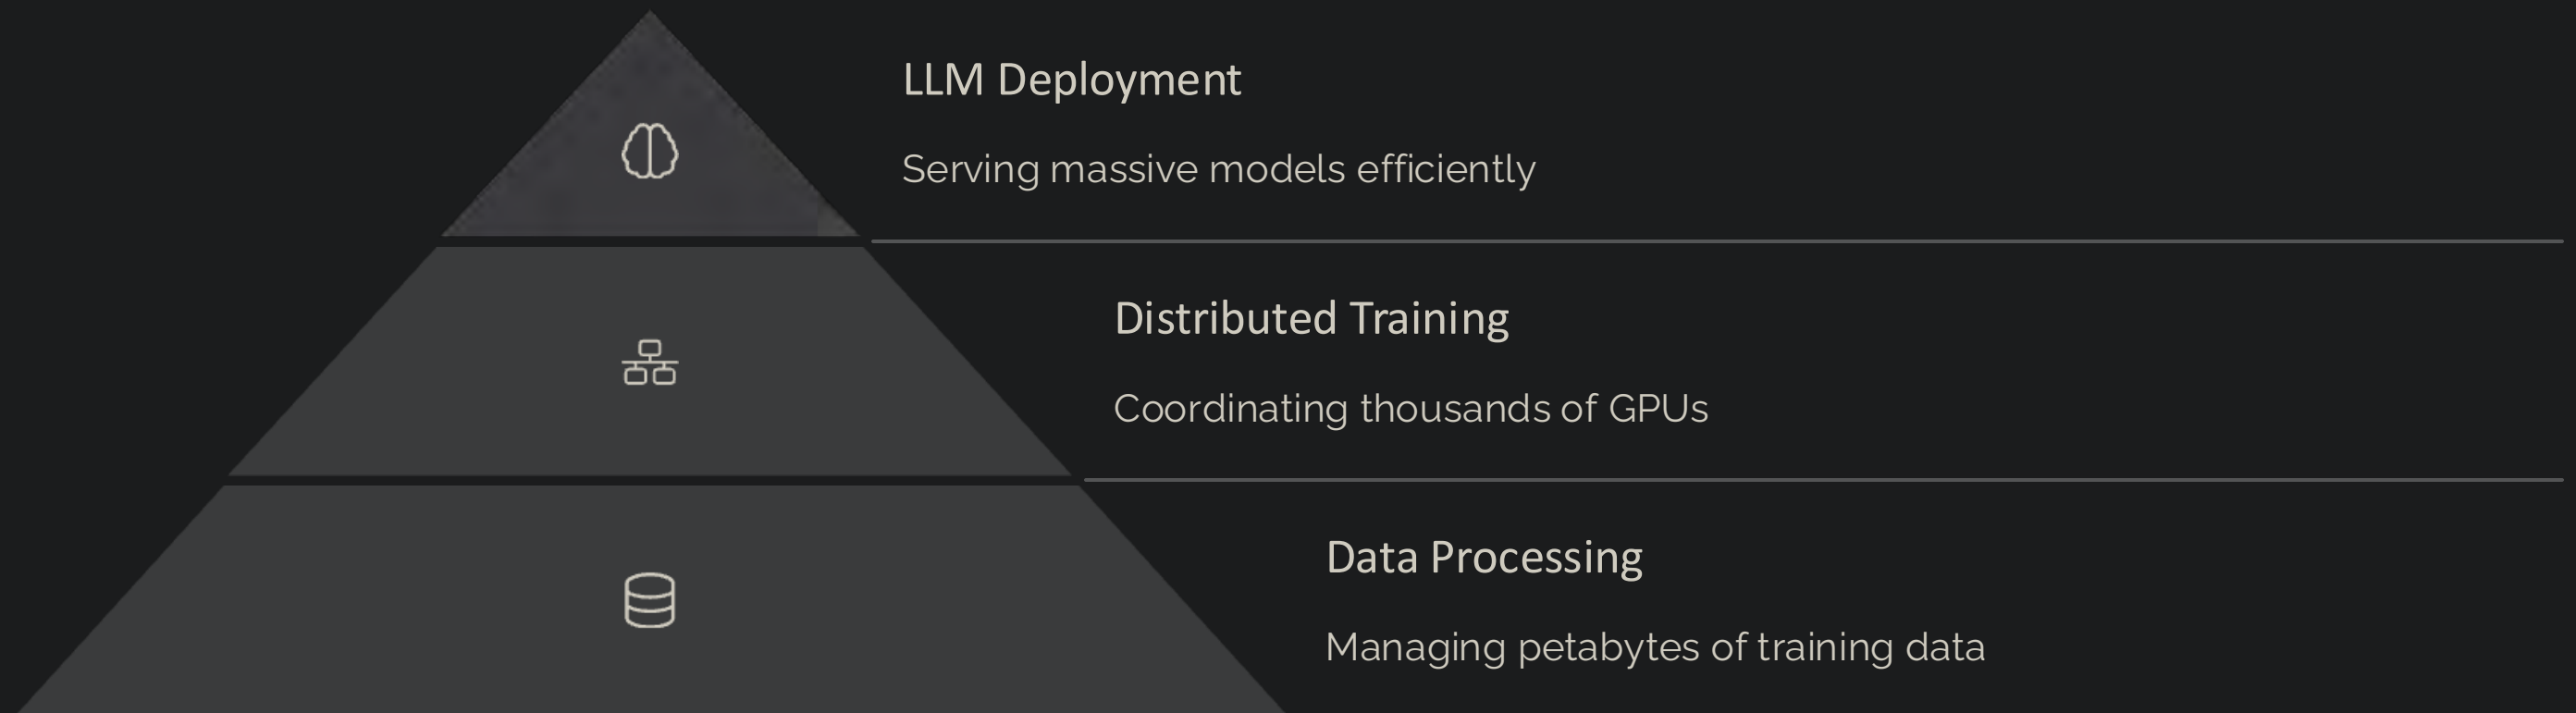 LLM Deployment
Serving massive models efficiently
Distributed Training
Coordinating thousands of GPUs
Data Processing
Managing petabytes of training data